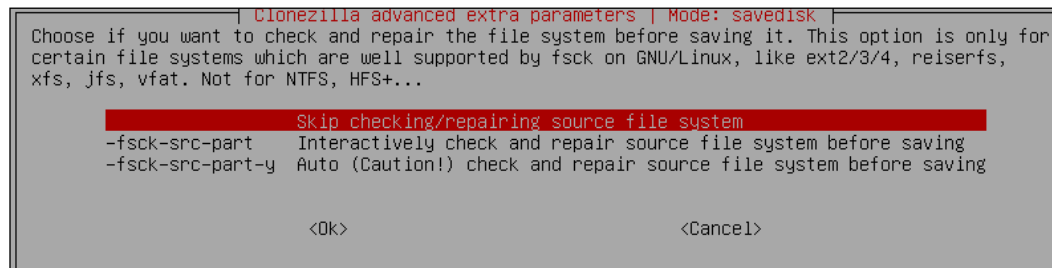 Clonezilla advanced extra parameters | Mode: savedisk
Choose if you want to check and repair the file system before saving it. This option is only for
certain file systems which are well supported by fsck on GNU/Linux, like ext2/3/4, reiserfs,
xfs, jfs, vfat. Not for NTFS, HFS+...
Skip checking/repairing source file system
-fsck-src-part Interactively check and repair source file system before saving
-fsck-src-part-y Auto (Caution!) check and repair source file system before saving
<Ok> <Cancel>